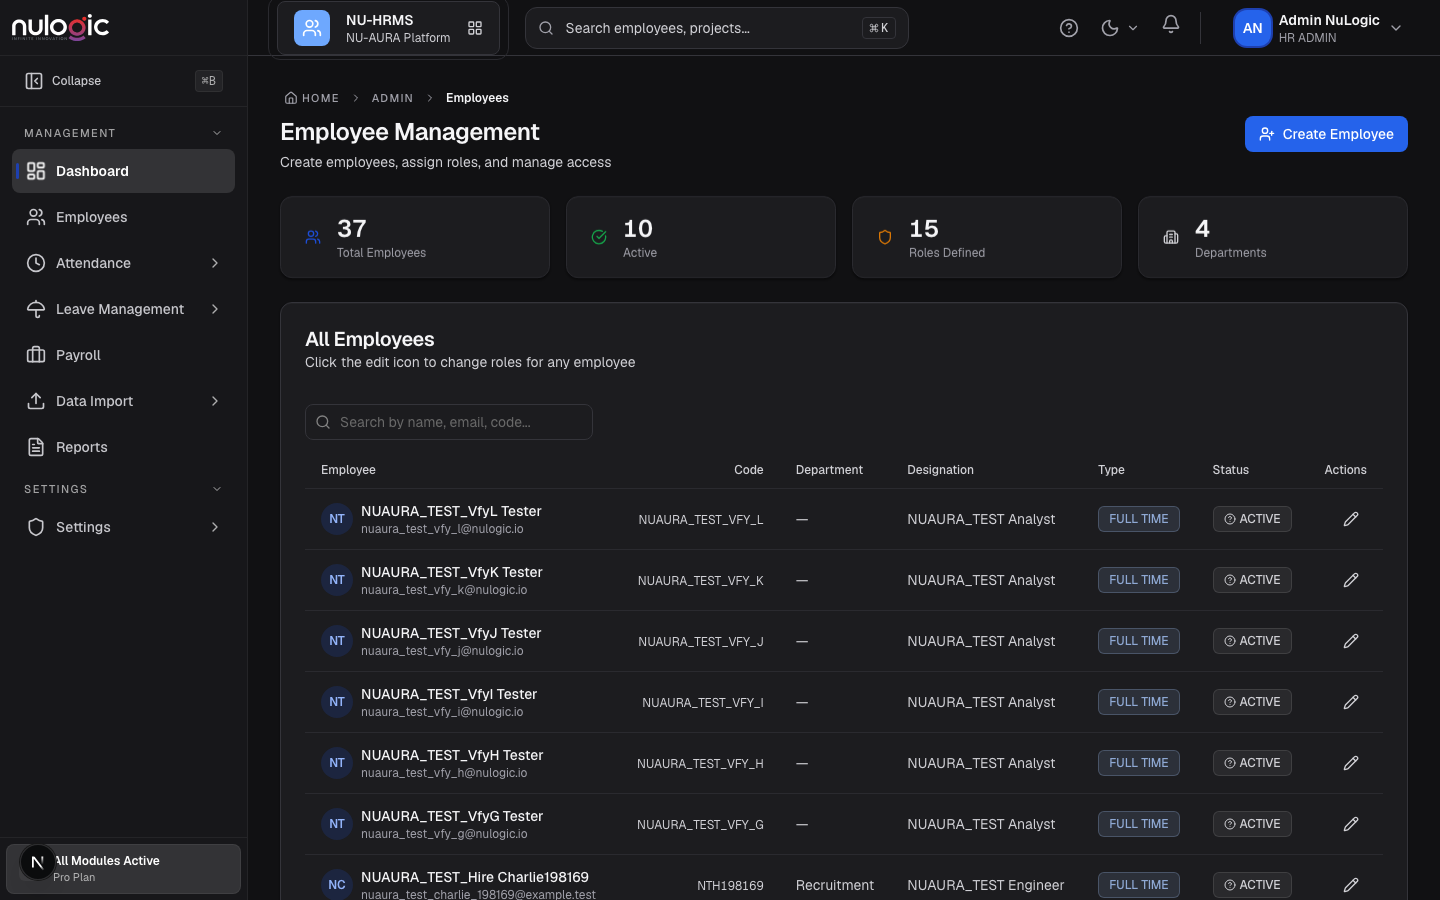 nulogic
NU-HRMS
NU-AURA Platform
Search employees, projects...
⌘K
AN
Admin NuLogic
HR ADMIN
Collapse
⌘B
MANAGEMENT
Dashboard
Employees
Attendance
Leave Management
Payroll
Data Import
Reports
SETTINGS
Settings
N
All Modules Active
Pro Plan
HOME
ADMIN
Employees
Employee Management
Create employees, assign roles, and manage access
Create Employee
37
Total Employees
10
Active
15
Roles Defined
4
Departments
All Employees
Click the edit icon to change roles for any employee
Search by name, email, code...
Employee Code Department Designation Type Status Actions
NT NUAURA_TEST_VfyL Tester NUAURA_TEST_VFY_L — NUAURA_TEST Analyst FULL TIME ACTIVE
nuaura_test_vfy_l@nulogic.io
NT NUAURA_TEST_VfyK Tester NUAURA_TEST_VFY_K — NUAURA_TEST Analyst FULL TIME ACTIVE
nuaura_test_vfy_k@nulogic.io
NT NUAURA_TEST_VfyJ Tester NUAURA_TEST_VFY_J — NUAURA_TEST Analyst FULL TIME ACTIVE
nuaura_test_vfy_j@nulogic.io
NT NUAURA_TEST_VfyI Tester NUAURA_TEST_VFY_I — NUAURA_TEST Analyst FULL TIME ACTIVE
nuaura_test_vfy_i@nulogic.io
NT NUAURA_TEST_VfyH Tester NUAURA_TEST_VFY_H — NUAURA_TEST Analyst FULL TIME ACTIVE
nuaura_test_vfy_h@nulogic.io
NT NUAURA_TEST_VfyG Tester NUAURA_TEST_VFY_G — NUAURA_TEST Analyst FULL TIME ACTIVE
nuaura_test_vfy_g@nulogic.io
NC NUAURA_TEST_Hire Charlie198169 NTH198169 Recruitment NUAURA_TEST Engineer FULL TIME ACTIVE
nuaura_test_charlie_198169@example.test